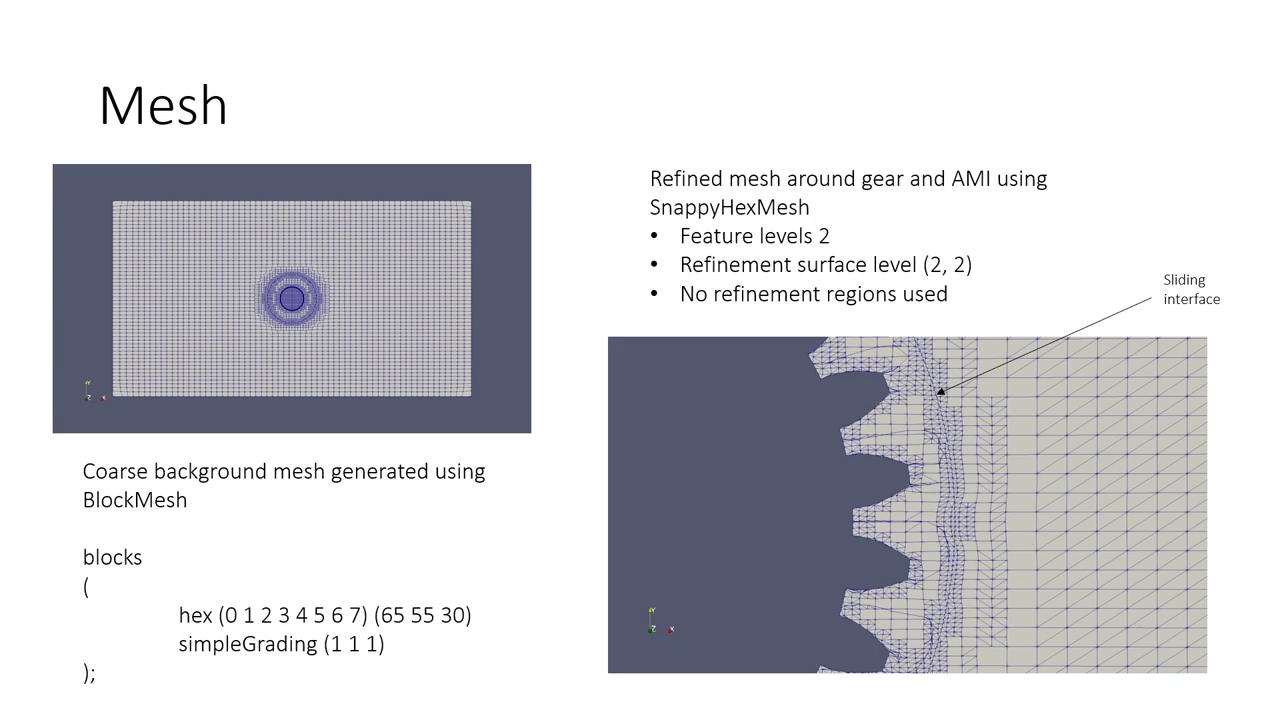 Mesh
Refined mesh around gear and AMI using
SnappyHexMesh
• Feature levels 2
• Refinement surface level (2, 2)
• No refinement regions used
Sliding
interface
Coarse background mesh generated using
BlockMesh
blocks
(
hex (0 1 2 3 4 5 6 7) (65 55 30)
simpleGrading (1 1 1)
);
Y
Z
X
Y
Z
X